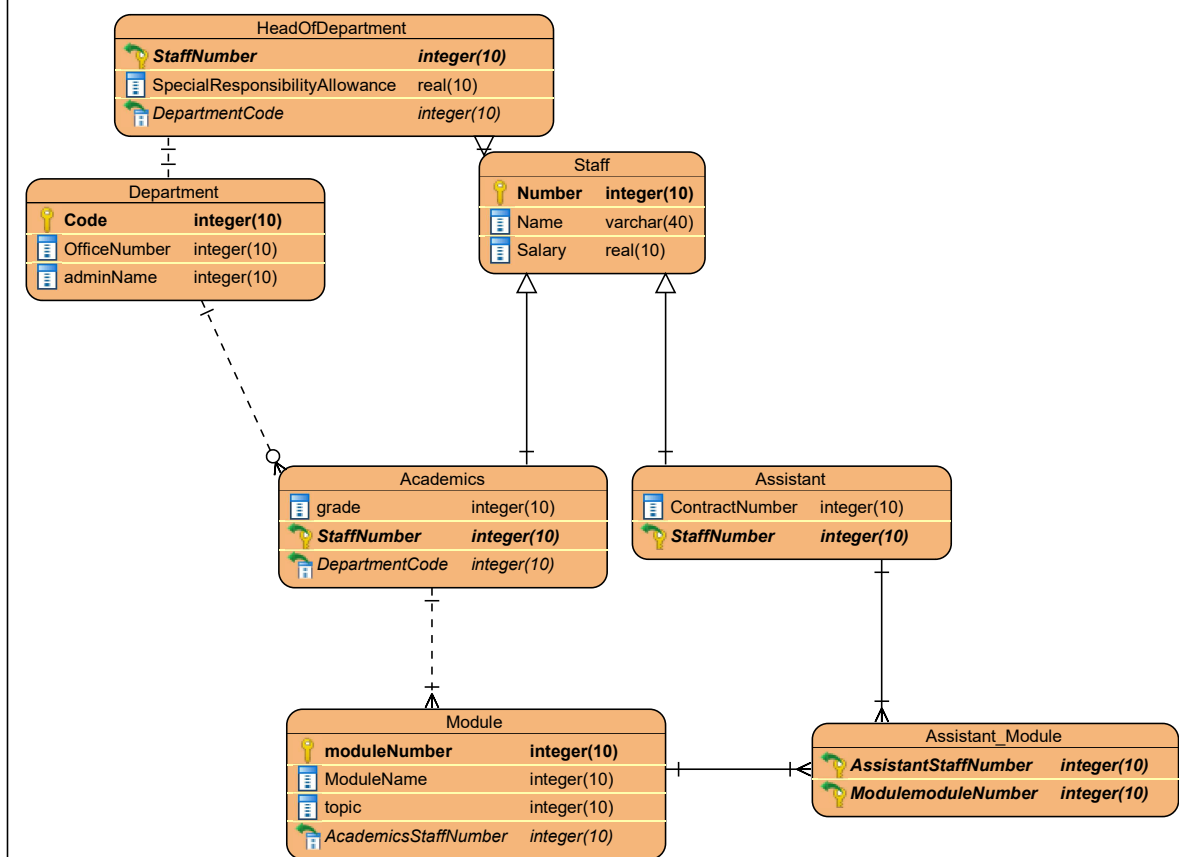 HeadOfDepartment
StaffNumber integer(10)
SpecialResponsibilityAllowance real(10)
DepartmentCode integer(10)
Staff
Number integer(10)
Name varchar(40)
Salary real(10)
Department
Code integer(10)
OfficeNumber integer(10)
adminName integer(10)
Academics
grade integer(10)
StaffNumber integer(10)
DepartmentCode integer(10)
Assistant
ContractNumber integer(10)
StaffNumber integer(10)
Module
moduleNumber integer(10)
ModuleName integer(10)
topic integer(10)
AcademicsStaffNumber integer(10)
Assistant_Module
AssistantStaffNumber integer(10)
ModulemoduleNumber integer(10)